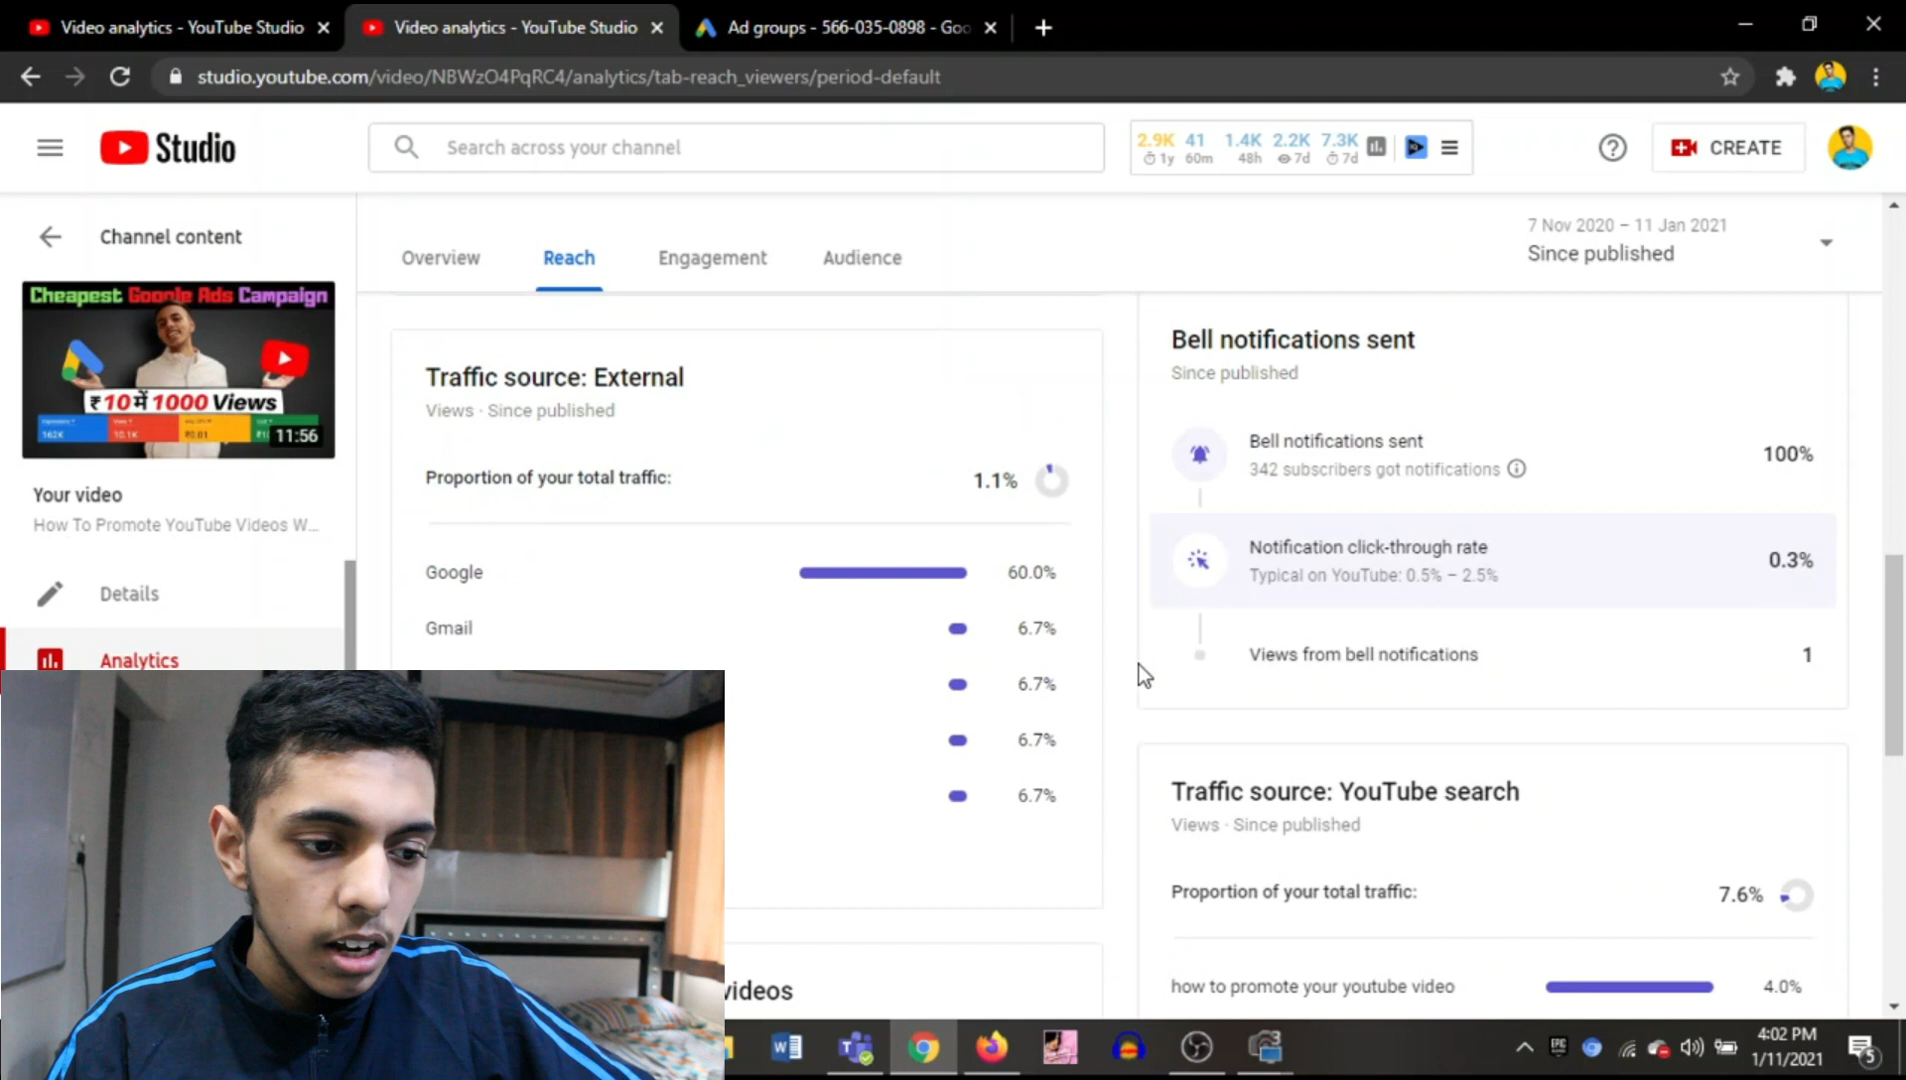 Video analytics - YouTube Studio
Video analytics - YouTube Studio
Ad groups - 566-035-0898 - Goo
studio.youtube.com/video/NBWzO4PqRC4/analytics/tab-reach_viewers/period-default
Studio
Search across your channel
2.9K 41 1.4K 2.2K 7.3K
1y 60m 48h 7d 7d
CREATE
Channel content
Cheapest Google Ads Campaign
₹10 में 1000 Views
162K 10.1K ₹0.01
11:56
Your video
How To Promote YouTube Videos W...
Details
Analytics
Overview
Reach
Engagement
Audience
7 Nov 2020 – 11 Jan 2021
Since published
Traffic source: External
Views · Since published
Proportion of your total traffic: 1.1%
Google 60.0%
Gmail 6.7%
6.7%
6.7%
6.7%
videos
Bell notifications sent
Since published
Bell notifications sent 100%
342 subscribers got notifications
Notification click-through rate 0.3%
Typical on YouTube: 0.5% – 2.5%
Views from bell notifications 1
Traffic source: YouTube search
Views · Since published
Proportion of your total traffic: 7.6%
how to promote your youtube video 4.0%
EPIC
4:02 PM
1/11/2021
5